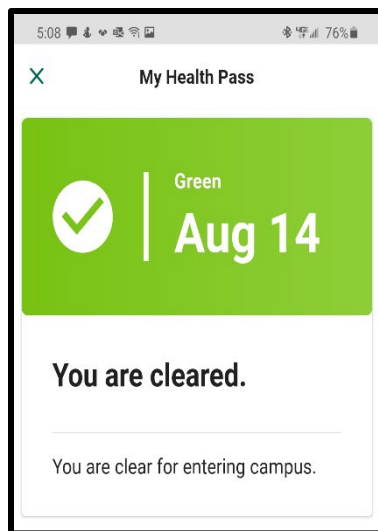 5:08 76%
My Health Pass
Green
Aug 14
You are cleared.
You are clear for entering campus.